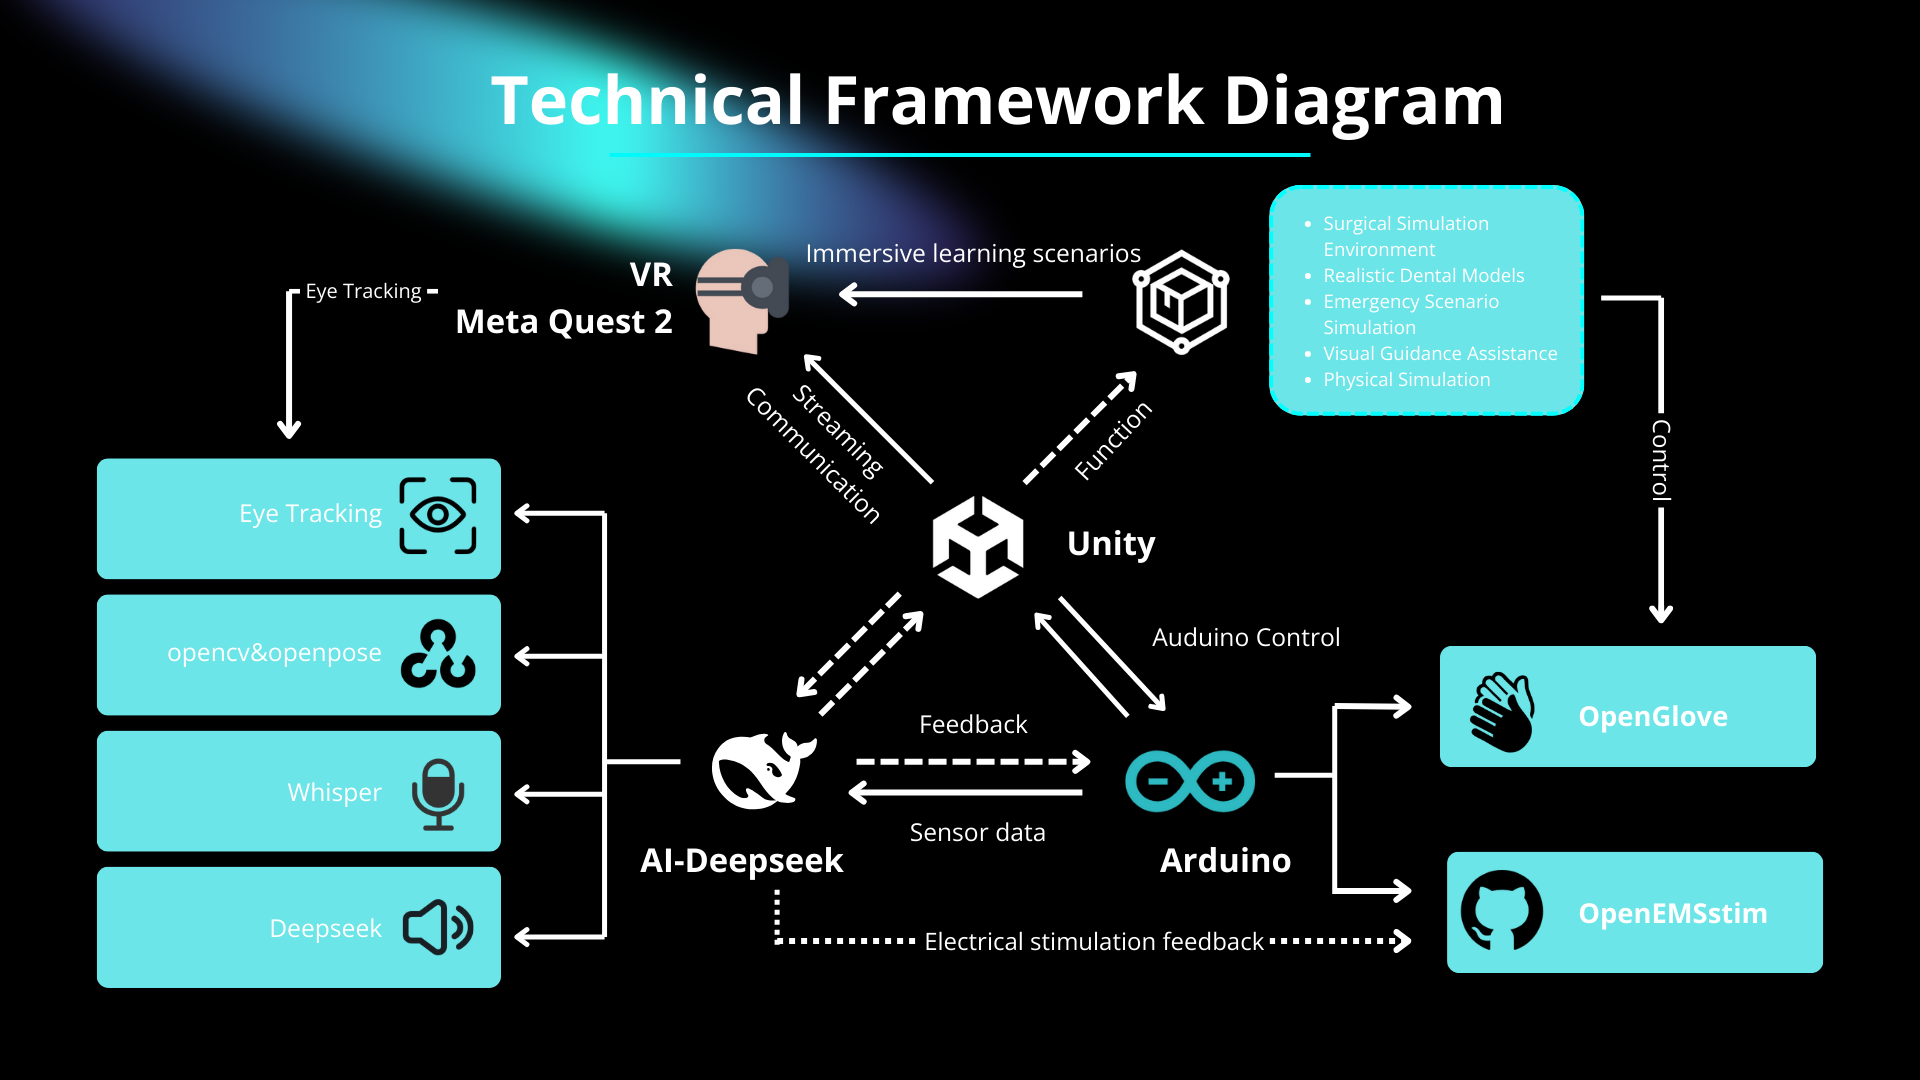 Technical Framework Diagram
Immersive learning scenarios
VR
Meta Quest 2
Eye Tracking
Surgical Simulation
Environment
Realistic Dental Models
Emergency Scenario
Simulation
Visual Guidance Assistance
Physical Simulation
Streaming
Communication
Function
Control
Unity
Eye Tracking
opencv&openpose
Whisper
Deepseek
Auduino Control
Feedback
Sensor data
AI-Deepseek
Arduino
OpenGlove
OpenEMSstim
Electrical stimulation feedback